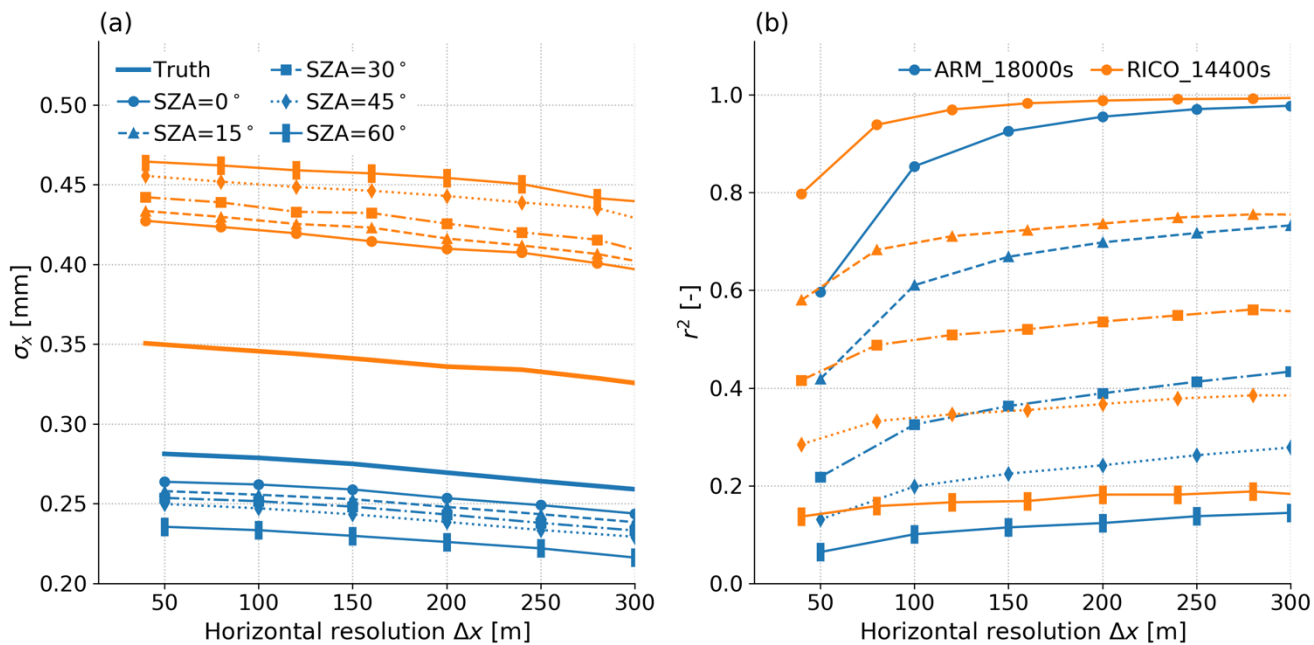 (a)
Truth
SZA=0°
SZA=15°
SZA=30°
SZA=45°
SZA=60°
0.50
0.45
0.40
0.35
0.30
0.25
0.20
σx [mm]
50 100 150 200 250 300
Horizontal resolution Δx [m]
(b)
ARM_18000s RICO_14400s
1.0
0.8
0.6
0.4
0.2
0.0
r² [-]
50 100 150 200 250 300
Horizontal resolution Δx [m]